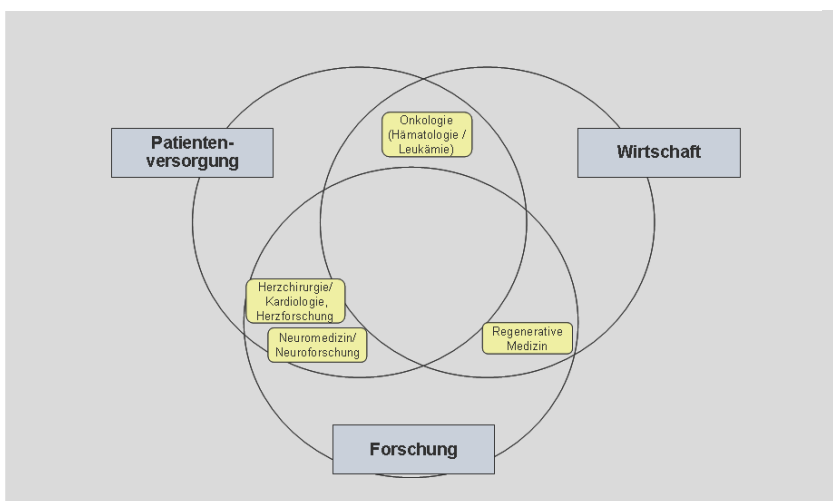 Onkologie
(Hämatologie /
Leukämie)
Patienten-
versorgung
Wirtschaft
Herzchirurgie/
Kardiologie,
Herzforschung
Neuromedizin/
Neuroforschung
Regenerative
Medizin
Forschung